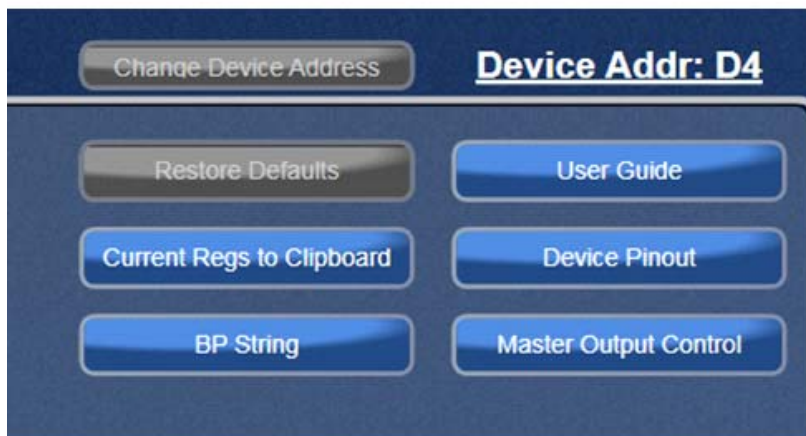 Change Device Address
Device Addr: D4
Restore Defaults
User Guide
Current Regs to Clipboard
Device Pinout
BP String
Master Output Control